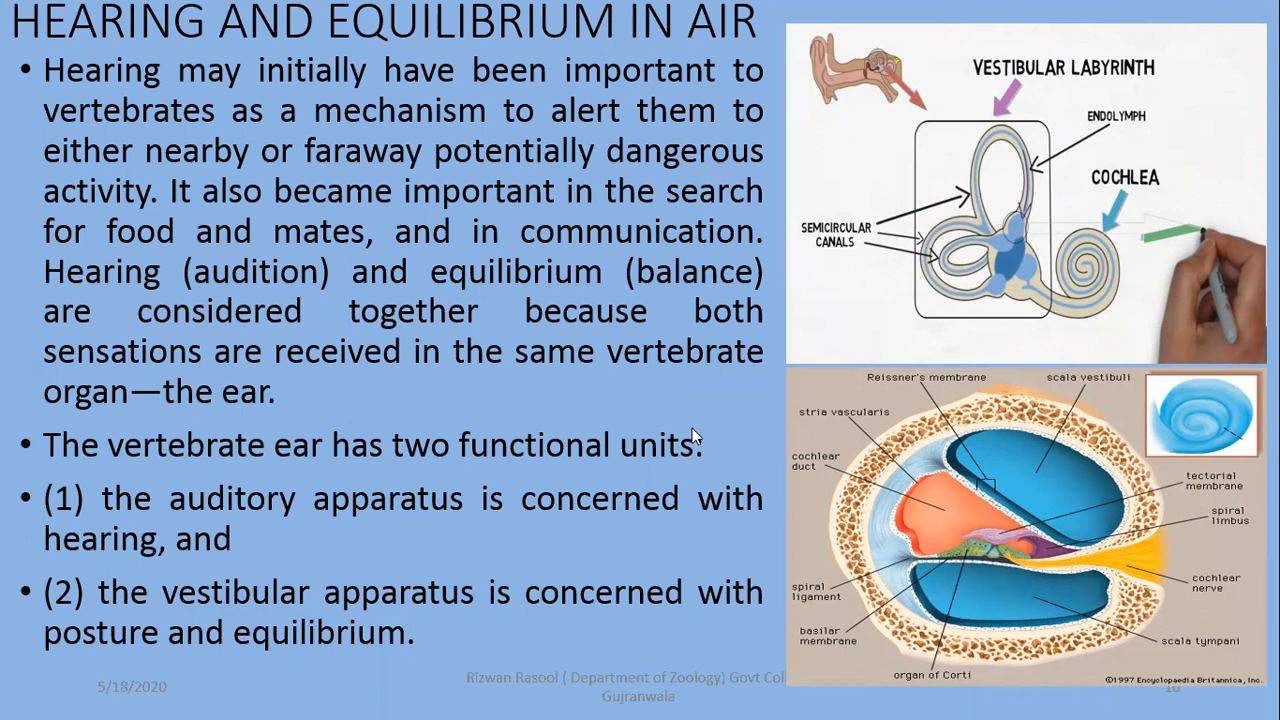 HEARING AND EQUILIBRIUM IN AIR
• Hearing may initially have been important to
vertebrates as a mechanism to alert them to
either nearby or faraway potentially dangerous
activity. It also became important in the search
for food and mates, and in communication.
Hearing (audition) and equilibrium (balance)
are considered together because both
sensations are received in the same vertebrate
organ—the ear.
• The vertebrate ear has two functional units:
• (1) the auditory apparatus is concerned with
hearing, and
• (2) the vestibular apparatus is concerned with
posture and equilibrium.
5/18/2020
Rizwan Rasool ( Department of Zoology) Govt Coll
Gujranwala
VESTIBULAR LABYRINTH
ENDOLYMPH
COCHLEA
SEMICIRCULAR
CANALS
Reissner's membrane
scala vestibuli
stria vascularis
cochlear
duct
tectorial
membrane
spiral
limbus
spiral
ligament
cochlear
nerve
basilar
membrane
scala tympani
organ of Corti
©1997 Encyclopaedia Britannica, Inc.